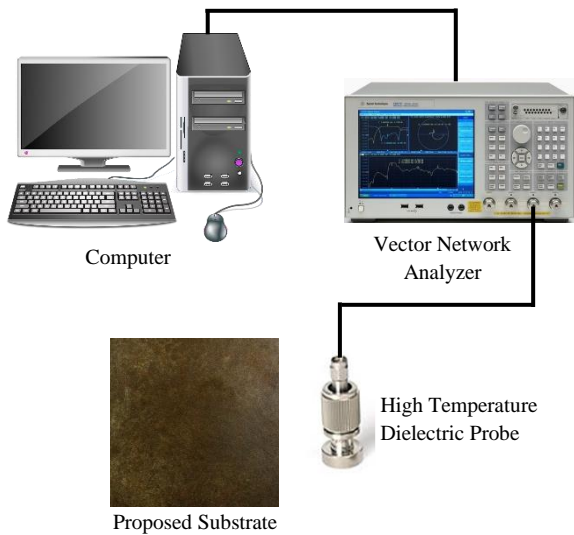 Computer
Vector Network
Analyzer
High Temperature
Dielectric Probe
Proposed Substrate